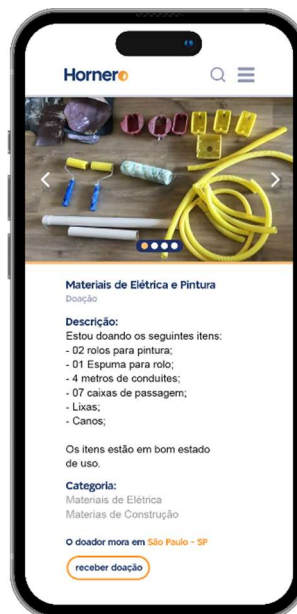 Hornero
Materiais de Elétrica e Pintura
Doação
Descrição:
Estou doando os seguintes itens:
- 02 rolos para pintura;
- 01 Espuma para rolo;
- 4 metros de conduites;
- 07 caixas de passagem;
- Lixas;
- Canos;
Os itens estão em bom estado
de uso.
Categoria:
Materiais de Elétrica
Materias de Construção
O doador mora em São Paulo - SP
receber doação